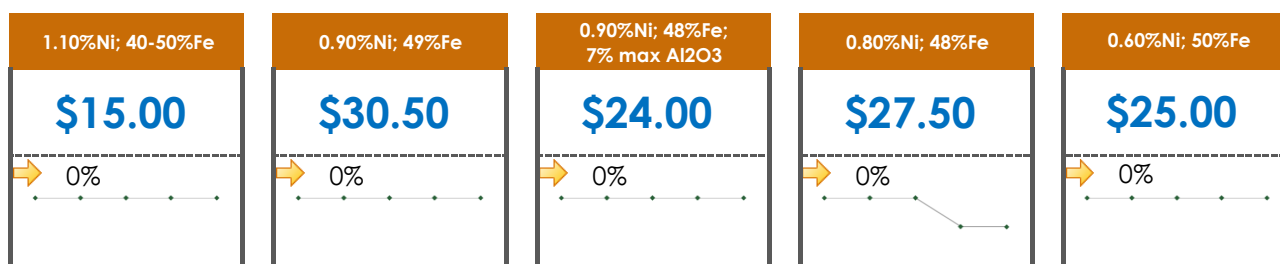 1.10%Ni; 40-50%Fe
$15.00
0%
0.90%Ni; 49%Fe
$30.50
0%
0.90%Ni; 48%Fe;
7% max Al2O3
$24.00
0%
0.80%Ni; 48%Fe
$27.50
0%
0.60%Ni; 50%Fe
$25.00
0%